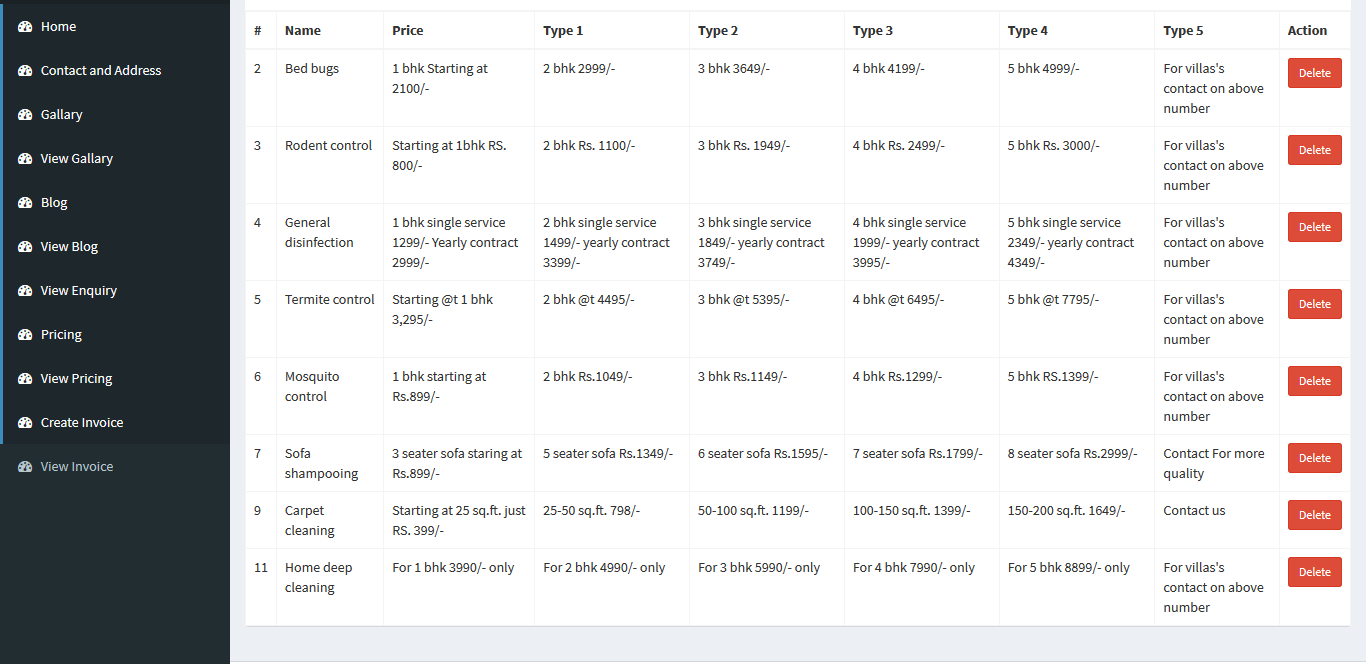 Home
Contact and Address
Gallary
View Gallary
Blog
View Blog
View Enquiry
Pricing
View Pricing
Create Invoice
View Invoice
# Name Price Type 1 Type 2 Type 3 Type 4 Type 5 Action
2 Bed bugs 1 bhk Starting at 2 bhk 2999/- 3 bhk 3649/- 4 bhk 4199/- 5 bhk 4999/- For villas's Delete
2100/- contact on above
number
3 Rodent control Starting at 1bhk RS. 2 bhk Rs. 1100/- 3 bhk Rs. 1949/- 4 bhk Rs. 2499/- 5 bhk Rs. 3000/- For villas's Delete
800/- contact on above
number
4 General 1 bhk single service 2 bhk single service 3 bhk single service 4 bhk single service 5 bhk single service For villas's Delete
disinfection 1299/- Yearly contract 1499/- yearly contract 1849/- yearly contract 1999/- yearly contract 2349/- yearly contract contact on above
2999/- 3399/- 3749/- 3995/- 4349/- number
5 Termite control Starting @t 1 bhk 2 bhk @t 4495/- 3 bhk @t 5395/- 4 bhk @t 6495/- 5 bhk @t 7795/- For villas's Delete
3,295/- contact on above
number
6 Mosquito 1 bhk starting at 2 bhk Rs.1049/- 3 bhk Rs.1149/- 4 bhk Rs.1299/- 5 bhk RS.1399/- For villas's Delete
control Rs.899/- contact on above
number
7 Sofa 3 seater sofa staring at 5 seater sofa Rs.1349/- 6 seater sofa Rs.1595/- 7 seater sofa Rs.1799/- 8 seater sofa Rs.2999/- Contact For more Delete
shampooing Rs.899/- quality
9 Carpet Starting at 25 sq.ft. just 25-50 sq.ft. 798/- 50-100 sq.ft. 1199/- 100-150 sq.ft. 1399/- 150-200 sq.ft. 1649/- Contact us Delete
cleaning RS. 399/-
11 Home deep For 1 bhk 3990/- only For 2 bhk 4990/- only For 3 bhk 5990/- only For 4 bhk 7990/- only For 5 bhk 8899/- only For villas's Delete
cleaning contact on above
number